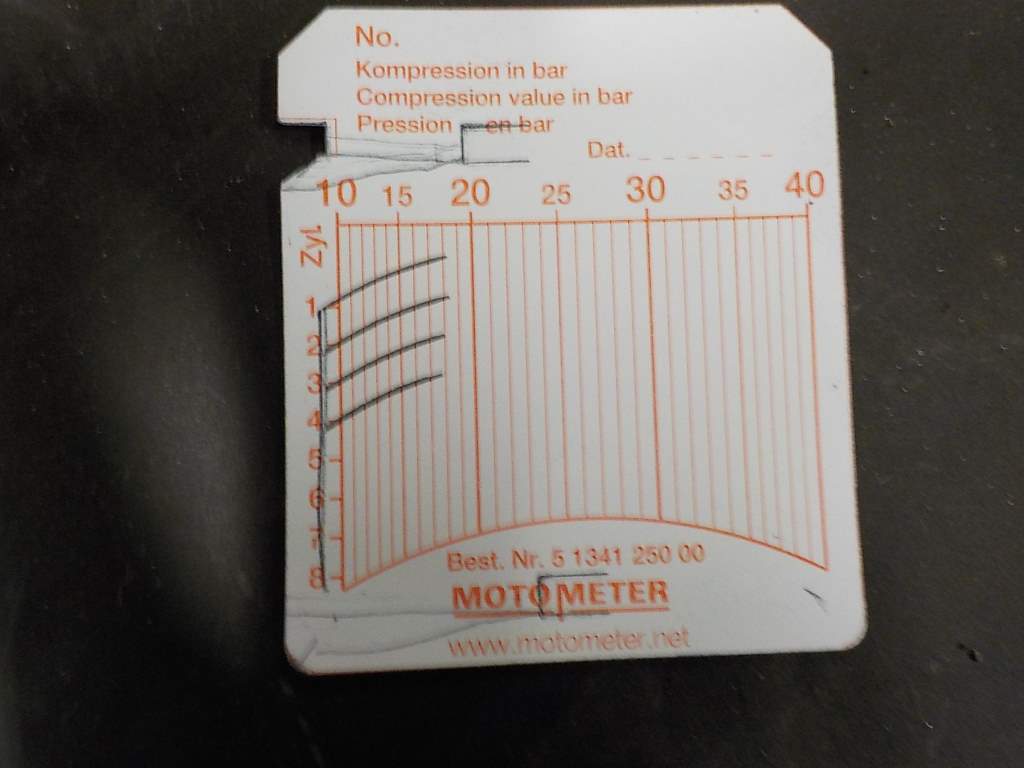 No.
Kompression in bar
Compression value in bar
Pression en bar
Dat.
10 15 20 25 30 35 40
Zyl.
1
2
3
4
5
6
7
8
Best. Nr. 5 1341 250 00
MOTOMETER
www.motometer.net